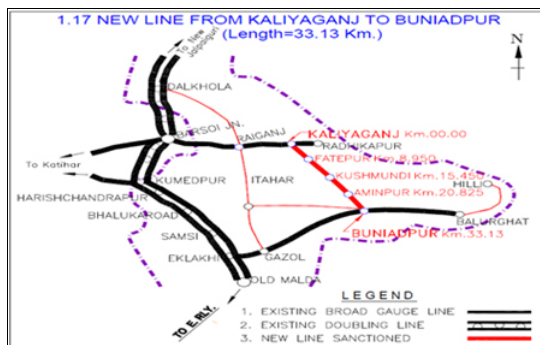 1.17 NEW LINE FROM KALIYAGANJ TO BUNIADPUR
(Length=33.13 Km.)
To New
Jalpaiguri
N
DALKHOLA
BARSOI JN.
RAIGANJ
KALIYAGANJ Km.00.00
RADHIKAPUR
FATEPUR Km.8.950
To Katihar
KUMEDPUR
ITAHAR
KUSHMUNDI Km.15.450
HARISHCHANDRAPUR
AMINPUR Km.20.825
HILLI
BHALUKAROAD
BALURGHAT
SAMSI
BUNIADPUR Km.33.13
EKLAKHI
GAZOL
OLD MALDA
TO E.RLY.
LEGEND
1. EXISTING BROAD GAUGE LINE
2. EXISTING DOUBLING LINE
3. NEW LINE SANCTIONED